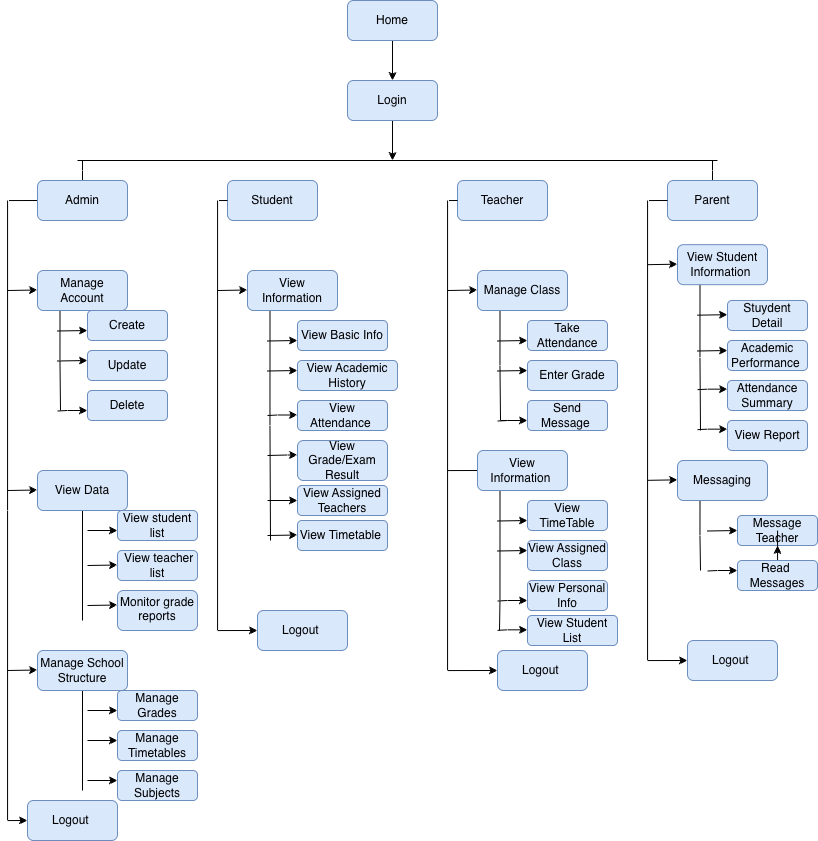 Home
Login
Admin
Student
Teacher
Parent
Manage
Account
Create
Update
Delete
View Data
View student
list
View teacher
list
Monitor grade
reports
Manage School
Structure
Manage
Grades
Manage
Timetables
Manage
Subjects
Logout
View
Information
View Basic Info
View Academic
History
View
Attendance
View
Grade/Exam
Result
View Assigned
Teachers
View Timetable
Logout
Manage Class
Take
Attendance
Enter Grade
Send
Message
View
Information
View
TimeTable
View Assigned
Class
View Personal
Info
View Student
List
Logout
View Student
Information
Stuydent
Detail
Academic
Performance
Attendance
Summary
View Report
Messaging
Message
Teacher
Read
Messages
Logout